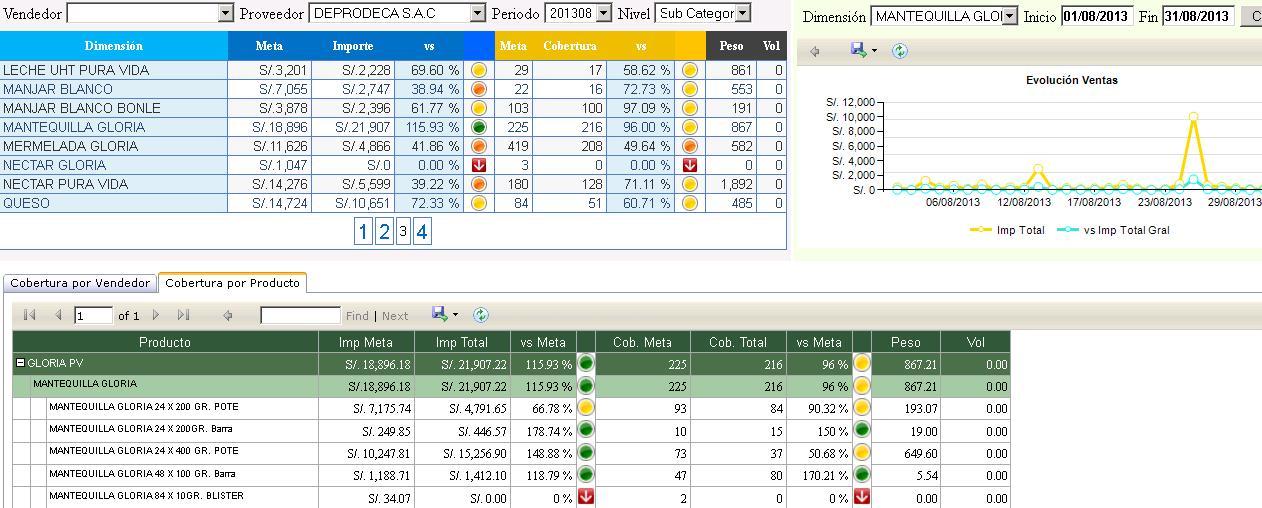 Vendedor Proveedor DEPRODECA S.A.C Periodo 201308 Nivel Sub Categor
Dimensión Meta Importe vs Meta Cobertura vs Peso Vol
LECHE UHT PURA VIDA S/.3,201 S/.2,228 69.60 % 29 17 58.62 % 861 0
MANJAR BLANCO S/.7,055 S/.2,747 38.94 % 22 16 72.73 % 553 0
MANJAR BLANCO BONLE S/.3,878 S/.2,396 61.77 % 103 100 97.09 % 191 0
MANTEQUILLA GLORIA S/.18,896 S/.21,907 115.93 % 225 216 96.00 % 867 0
MERMELADA GLORIA S/.11,626 S/.4,866 41.86 % 419 208 49.64 % 582 0
NECTAR GLORIA S/.1,047 S/.0 0.00 % 3 0 0.00 % 0 0
NECTAR PURA VIDA S/.14,276 S/.5,599 39.22 % 180 128 71.11 % 1,892 0
QUESO S/.14,724 S/.10,651 72.33 % 84 51 60.71 % 485 0
1 2 3 4
Dimensión MANTEQUILLA GLOI Inicio 01/08/2013 Fin 31/08/2013 C
Evolución Ventas
S/. 12,000
S/. 10,000
S/. 8,000
S/. 6,000
S/. 4,000
S/. 2,000
S/. 0
06/08/2013 12/08/2013 17/08/2013 23/08/2013 29/08/2013
Imp Total vs Imp Total Gral
Cobertura por Vendedor Cobertura por Producto
1 of 1 Find | Next
Producto Imp Meta Imp Total vs Meta Cob. Meta Cob. Total vs Meta Peso Vol
GLORIA PV S/. 18,896.18 S/. 21,907.22 115.93 % 225 216 96 % 867.21 0.00
MANTEQUILLA GLORIA S/.18,896.18 S/. 21,907.22 115.93 % 225 216 96 % 867.21 0.00
MANTEQUILLA GLORIA 24 X 200 GR. POTE S/. 7,175.74 S/. 4,791.65 66.78 % 93 84 90.32 % 193.07 0.00
MANTEQUILLA GLORIA 24 X 200GR. Barra S/. 249.85 S/. 446.57 178.74 % 10 15 150 % 19.00 0.00
MANTEQUILLA GLORIA 24 X 400 GR. POTE S/. 10,247.81 S/. 15,256.90 148.88 % 73 37 50.68 % 649.60 0.00
MANTEQUILLA GLORIA 48 X 100 GR. Barra S/. 1,188.71 S/. 1,412.10 118.79 % 47 80 170.21 % 5.54 0.00
MANTEQUILLA GLORIA 84 X 10GR. BLISTER S/. 34.07 S/. 0.00 0 % 2 0 0 % 0.00 0.00